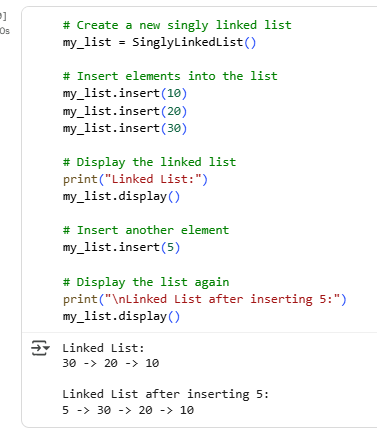 ]
0s
# Create a new singly linked list
my_list = SinglyLinkedList()

# Insert elements into the list
my_list.insert(10)
my_list.insert(20)
my_list.insert(30)

# Display the linked list
print("Linked List:")
my_list.display()

# Insert another element
my_list.insert(5)

# Display the list again
print("\nLinked List after inserting 5:")
my_list.display()

Linked List:
30 -> 20 -> 10

Linked List after inserting 5:
5 -> 30 -> 20 -> 10